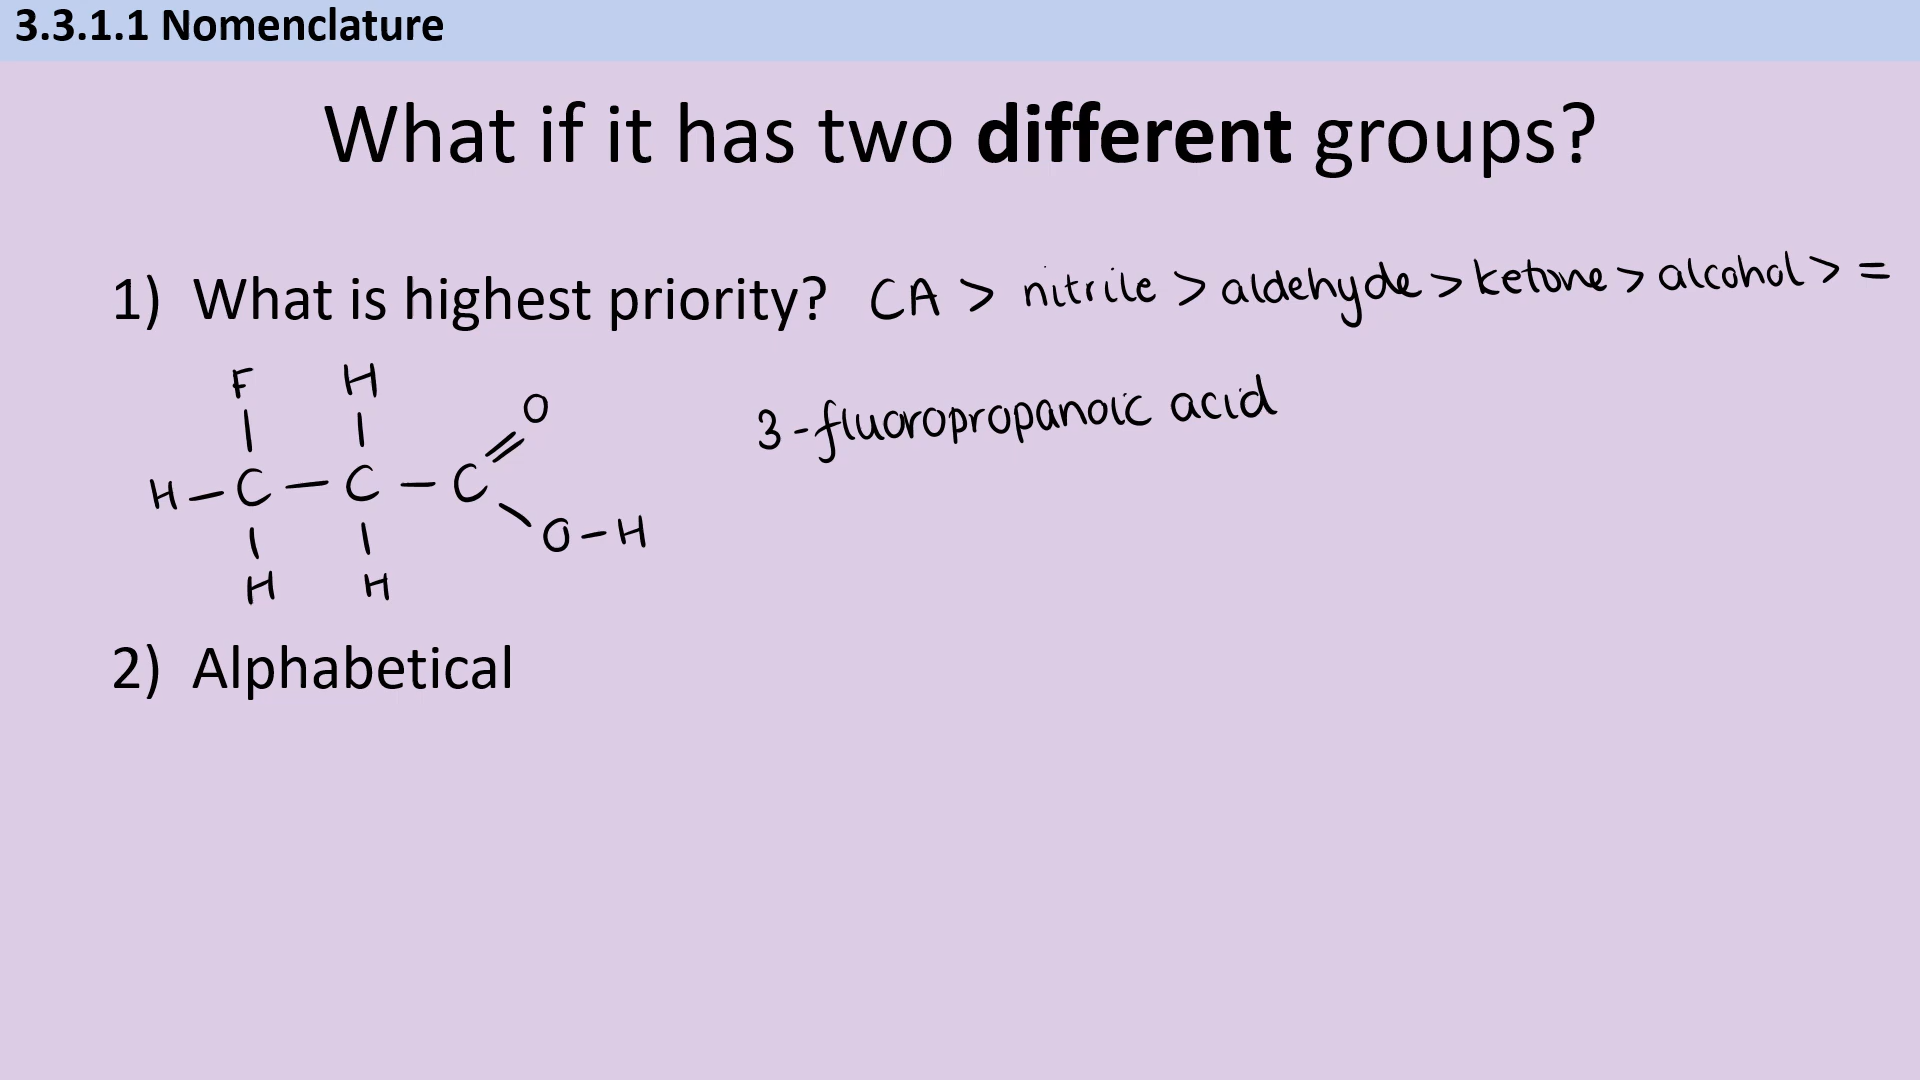 3.3.1.1 Nomenclature
What if it has two different groups?
1) What is highest priority? CA > nitrile > aldehyde > ketone > alcohol > =
F H O
H - C - C - C
O - H
H H
3-fluoropropanoic acid
2) Alphabetical